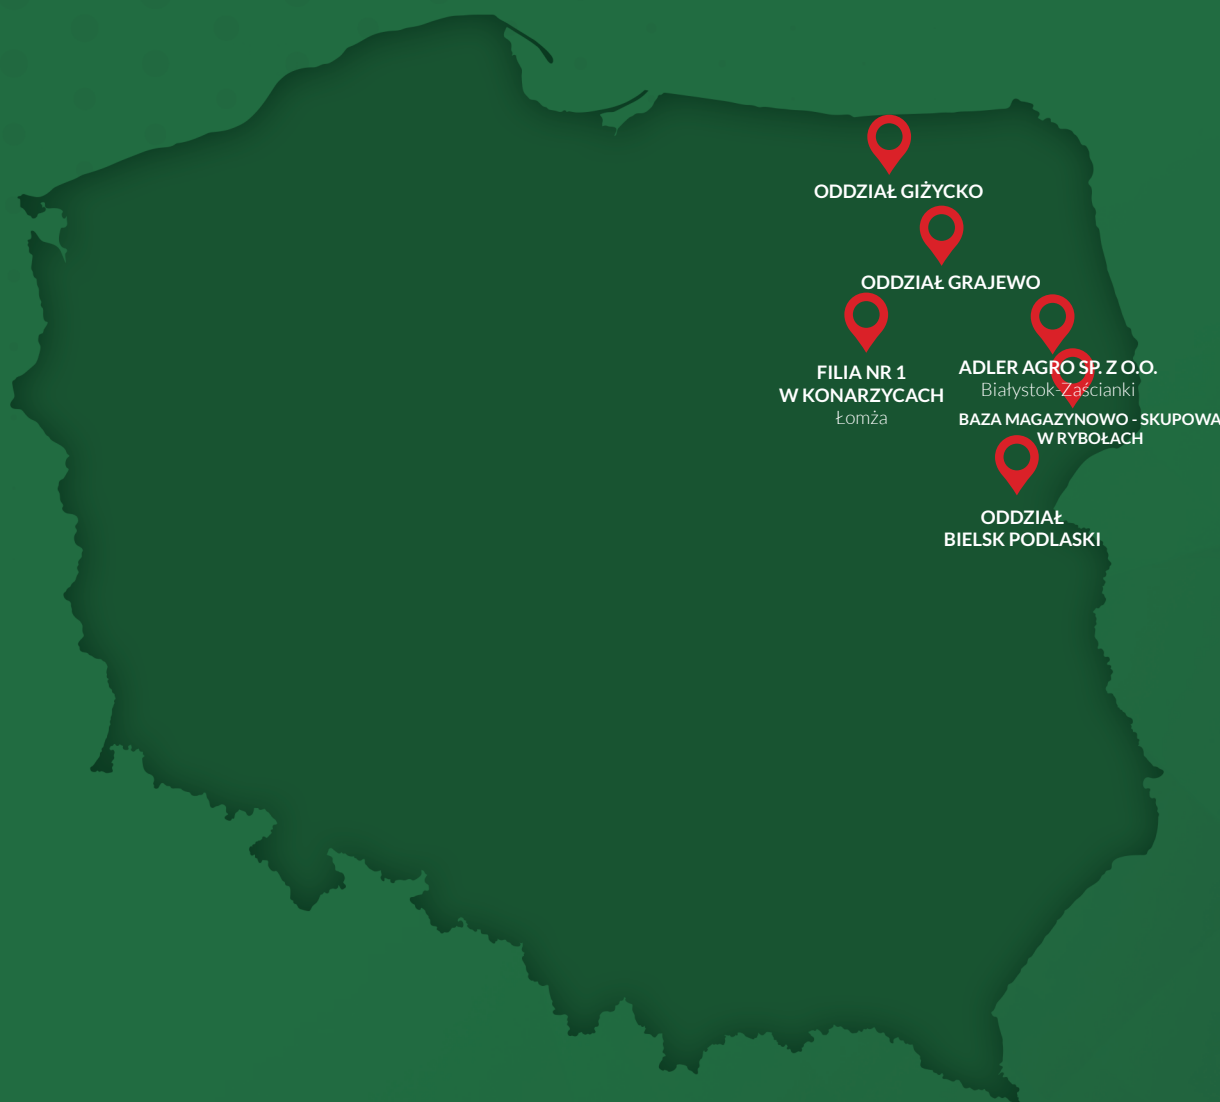 ODDZIAŁ GIŻYCKO
ODDZIAŁ GRAJEWO
FILIA NR 1
W KONARZYCACH
Łomża
ADLER AGRO SP. Z O.O.
Białystok-Zaścianki
BAZA MAGAZYNOWO - SKUPOWA
W RYBOŁACH
ODDZIAŁ
BIELSK PODLASKI